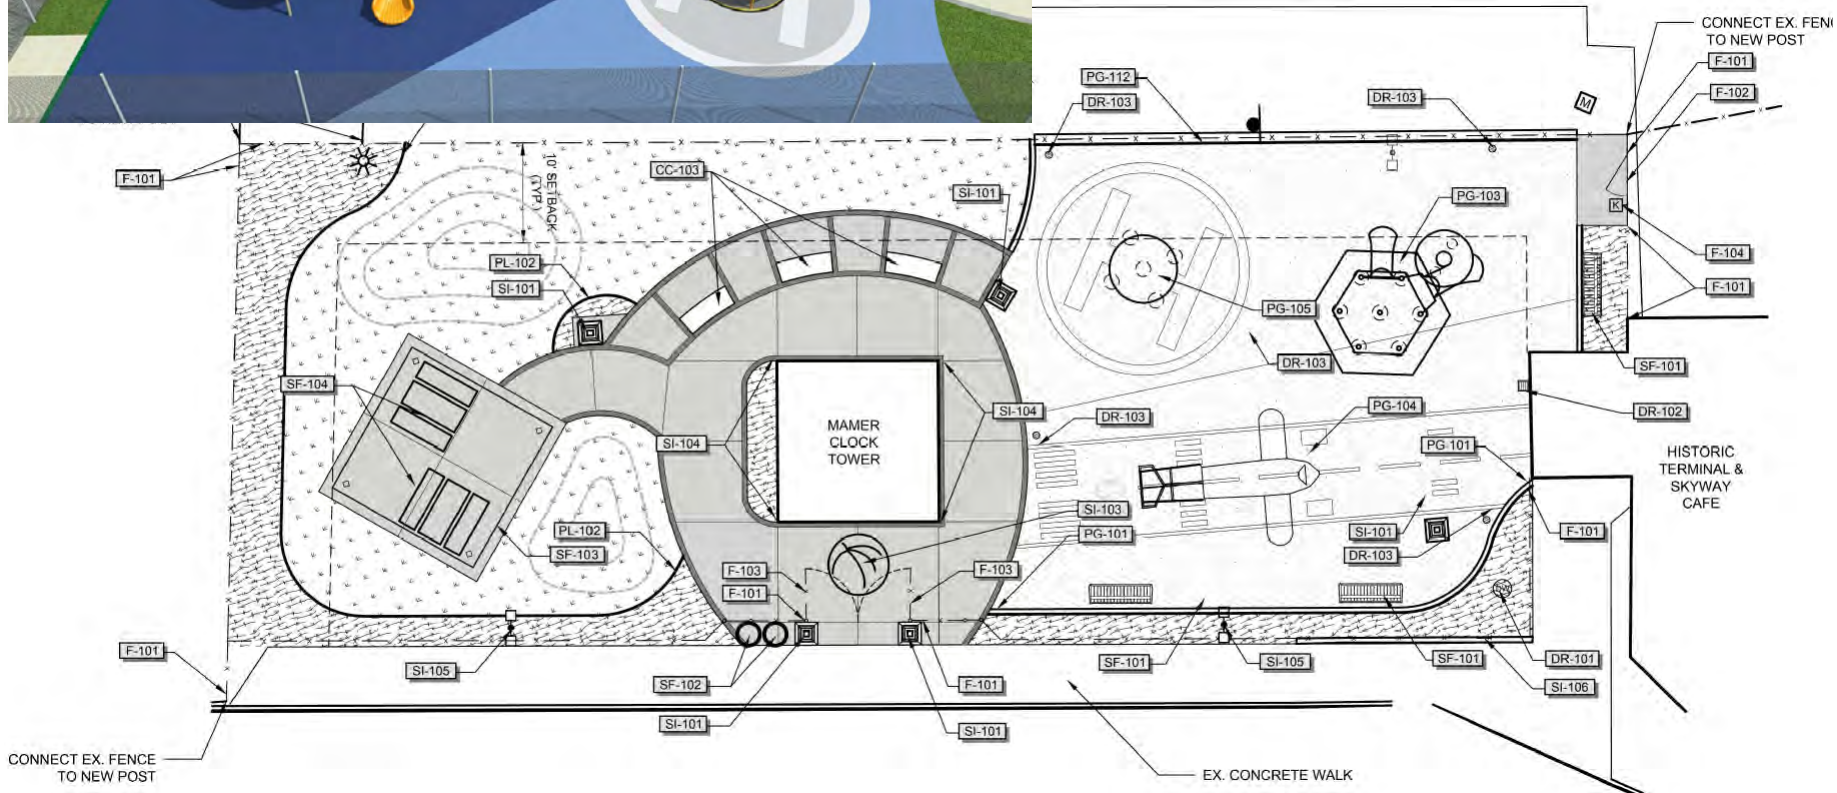 CONNECT EX. FEN
TO NEW POST
F-101
F-102
PG-112
DR-103
DR-103
M
F-101
CC-103
SI-101
PG-103
K
10' SETBACK
(TYP.)
F-104
PL-102
SI-101
F-101
PG-105
DR-103
SF-101
SF-104
SI-104
DR-103
PG-104
DR-102
MAMER
CLOCK
TOWER
SI-104
PG-101
HISTORIC
TERMINAL &
SKYWAY
CAFE
SI-103
PL-102
PG-101
SI-101
F-101
SF-103
DR-103
F-103
F-103
F-101
F-101
SI-105
SF-101
SI-105
SF-101
DR-101
SF-102
F-101
SI-106
SI-101
SI-101
CONNECT EX. FENCE
TO NEW POST
EX. CONCRETE WALK